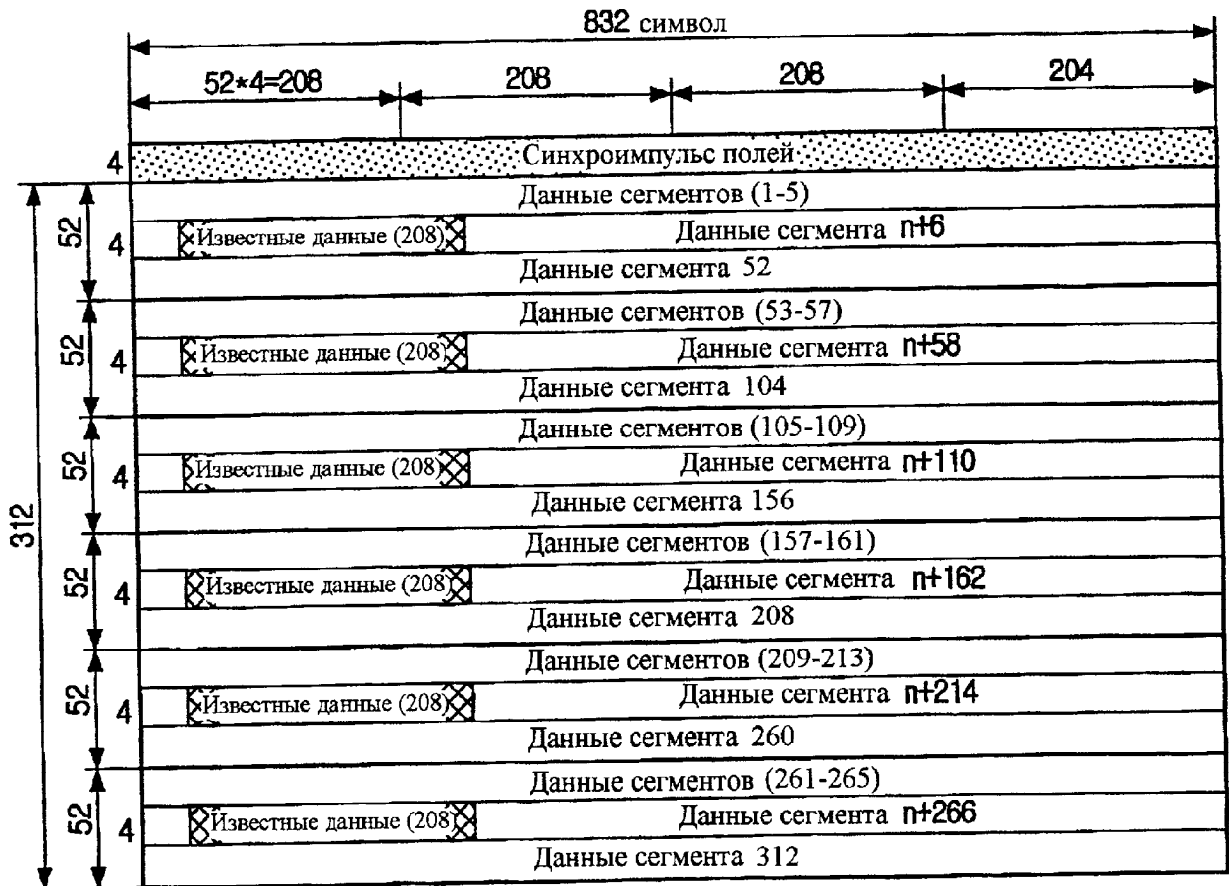 832 символ
52*4=208 208 208 204
4 Синхроимпульс полей
312
52
Данные сегментов (1-5)
4 Известные данные (208) Данные сегмента n+6
Данные сегмента 52
52
Данные сегментов (53-57)
4 Известные данные (208) Данные сегмента n+58
Данные сегмента 104
52
Данные сегментов (105-109)
4 Известные данные (208) Данные сегмента n+110
Данные сегмента 156
52
Данные сегментов (157-161)
4 Известные данные (208) Данные сегмента n+162
Данные сегмента 208
52
Данные сегментов (209-213)
4 Известные данные (208) Данные сегмента n+214
Данные сегмента 260
52
Данные сегментов (261-265)
4 Известные данные (208) Данные сегмента n+266
Данные сегмента 312